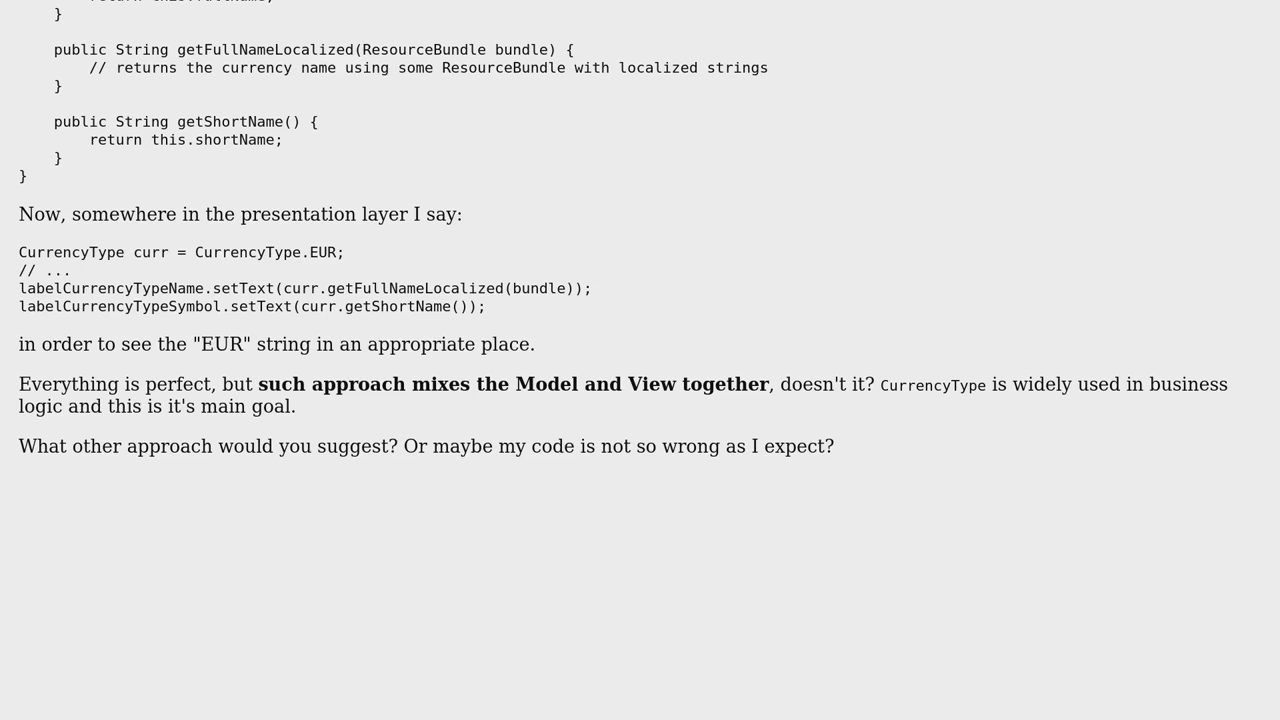 }
public String getFullNameLocalized(ResourceBundle bundle) {
// returns the currency name using some ResourceBundle with localized strings
}
public String getShortName() {
return this.shortName;
}
}
Now, somewhere in the presentation layer I say:
CurrencyType curr = CurrencyType.EUR;
// ...
labelCurrencyTypeName.setText(curr.getFullNameLocalized(bundle));
labelCurrencyTypeSymbol.setText(curr.getShortName());
in order to see the "EUR" string in an appropriate place.
Everything is perfect, but such approach mixes the Model and View together, doesn't it? CurrencyType is widely used in business
logic and this is it's main goal.
What other approach would you suggest? Or maybe my code is not so wrong as I expect?